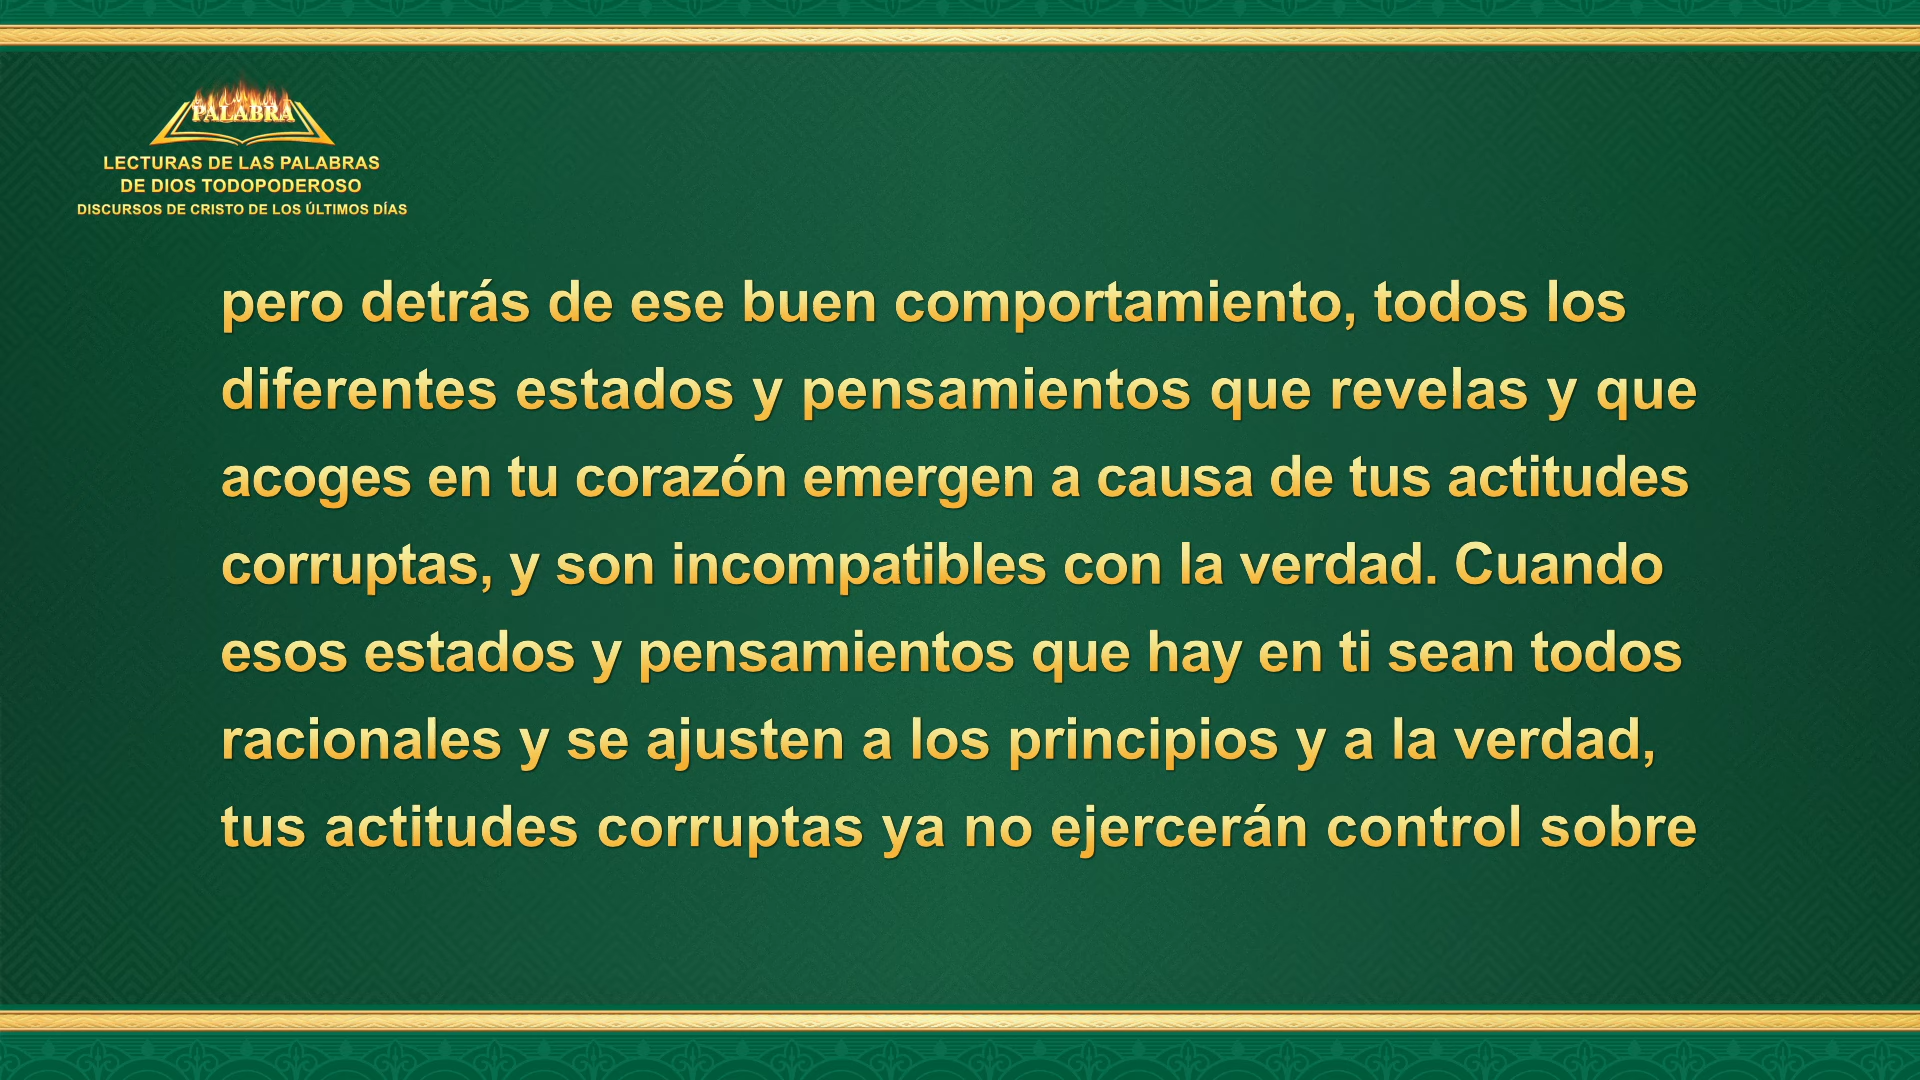 PALABRA
LECTURAS DE LAS PALABRAS
DE DIOS TODOPODEROSO
DISCURSOS DE CRISTO DE LOS ÚLTIMOS DÍAS
pero detrás de ese buen comportamiento, todos los
diferentes estados y pensamientos que revelas y que
acoges en tu corazón emergen a causa de tus actitudes
corruptas, y son incompatibles con la verdad. Cuando
esos estados y pensamientos que hay en ti sean todos
racionales y se ajusten a los principios y a la verdad,
tus actitudes corruptas ya no ejercerán control sobre